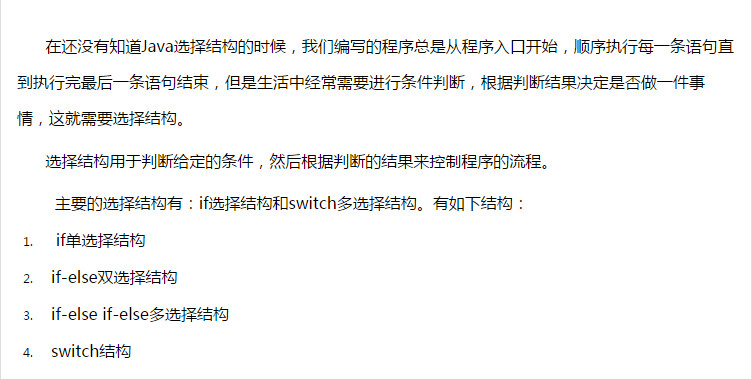 在还没有知道Java选择结构的时候，我们编写的程序总是从程序入口开始，顺序执行每一条语句直
到执行完最后一条语句结束，但是生活中经常需要进行条件判断，根据判断结果决定是否做一件事
情，这就需要选择结构。
选择结构用于判断给定的条件，然后根据判断的结果来控制程序的流程。
主要的选择结构有：if选择结构和switch多选择结构。有如下结构：
1. if单选择结构
2. if-else双选择结构
3. if-else if-else多选择结构
4. switch结构